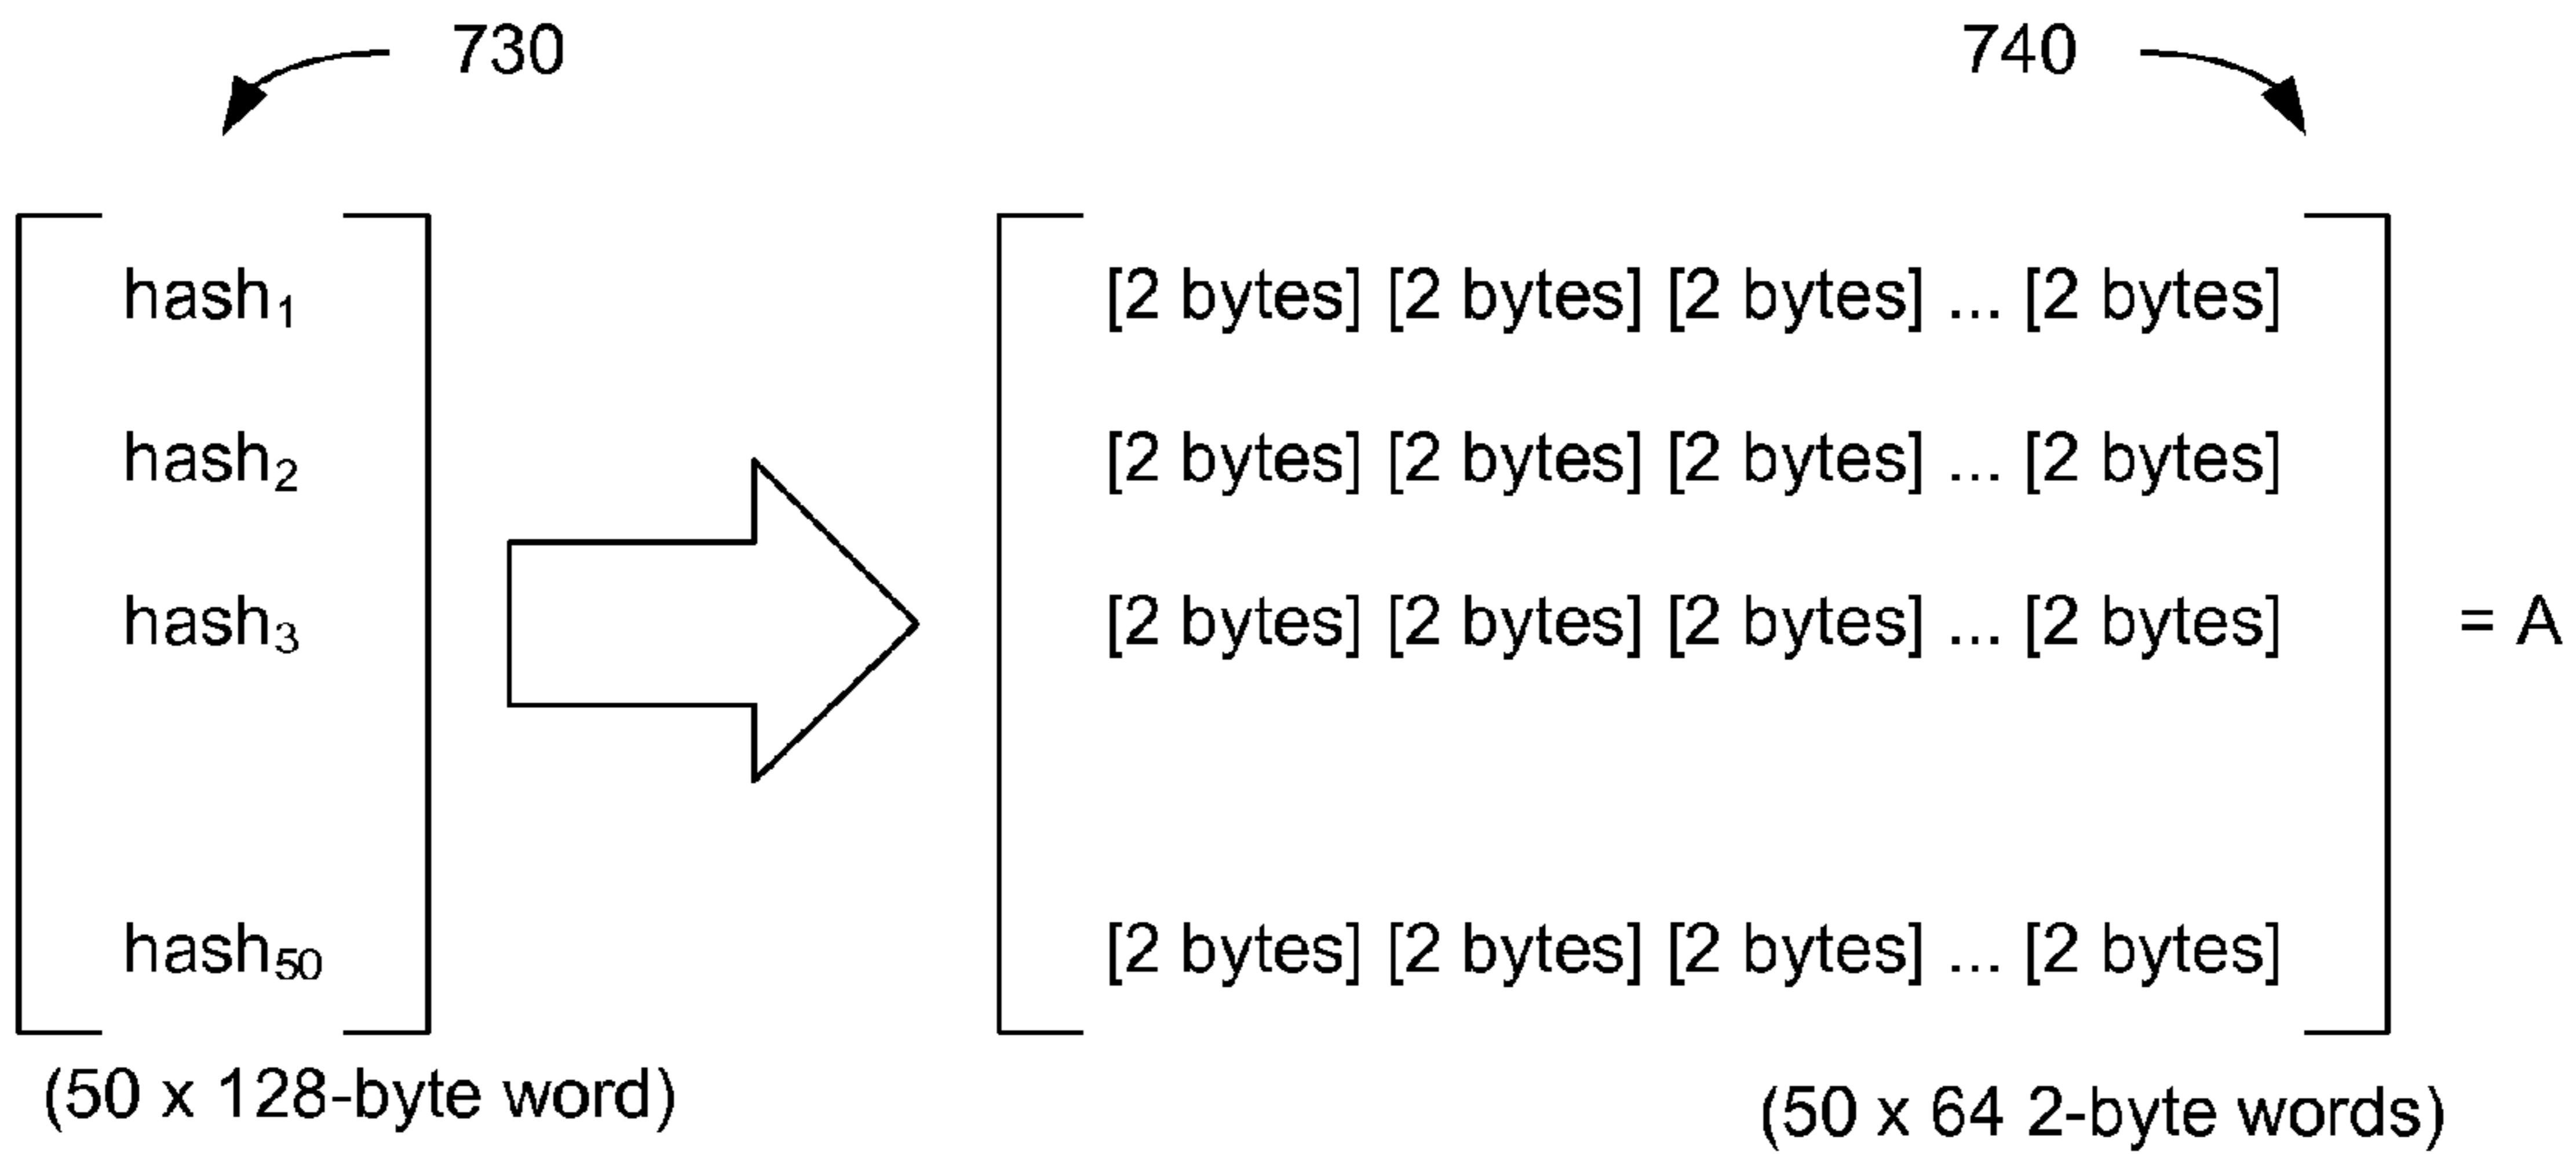 730 740
hash₁ [2 bytes] [2 bytes] [2 bytes] ... [2 bytes]
hash₂ [2 bytes] [2 bytes] [2 bytes] ... [2 bytes]
hash₃ [2 bytes] [2 bytes] [2 bytes] ... [2 bytes] = A
hash₅₀ [2 bytes] [2 bytes] [2 bytes] ... [2 bytes]
(50 x 128-byte word) (50 x 64 2-byte words)